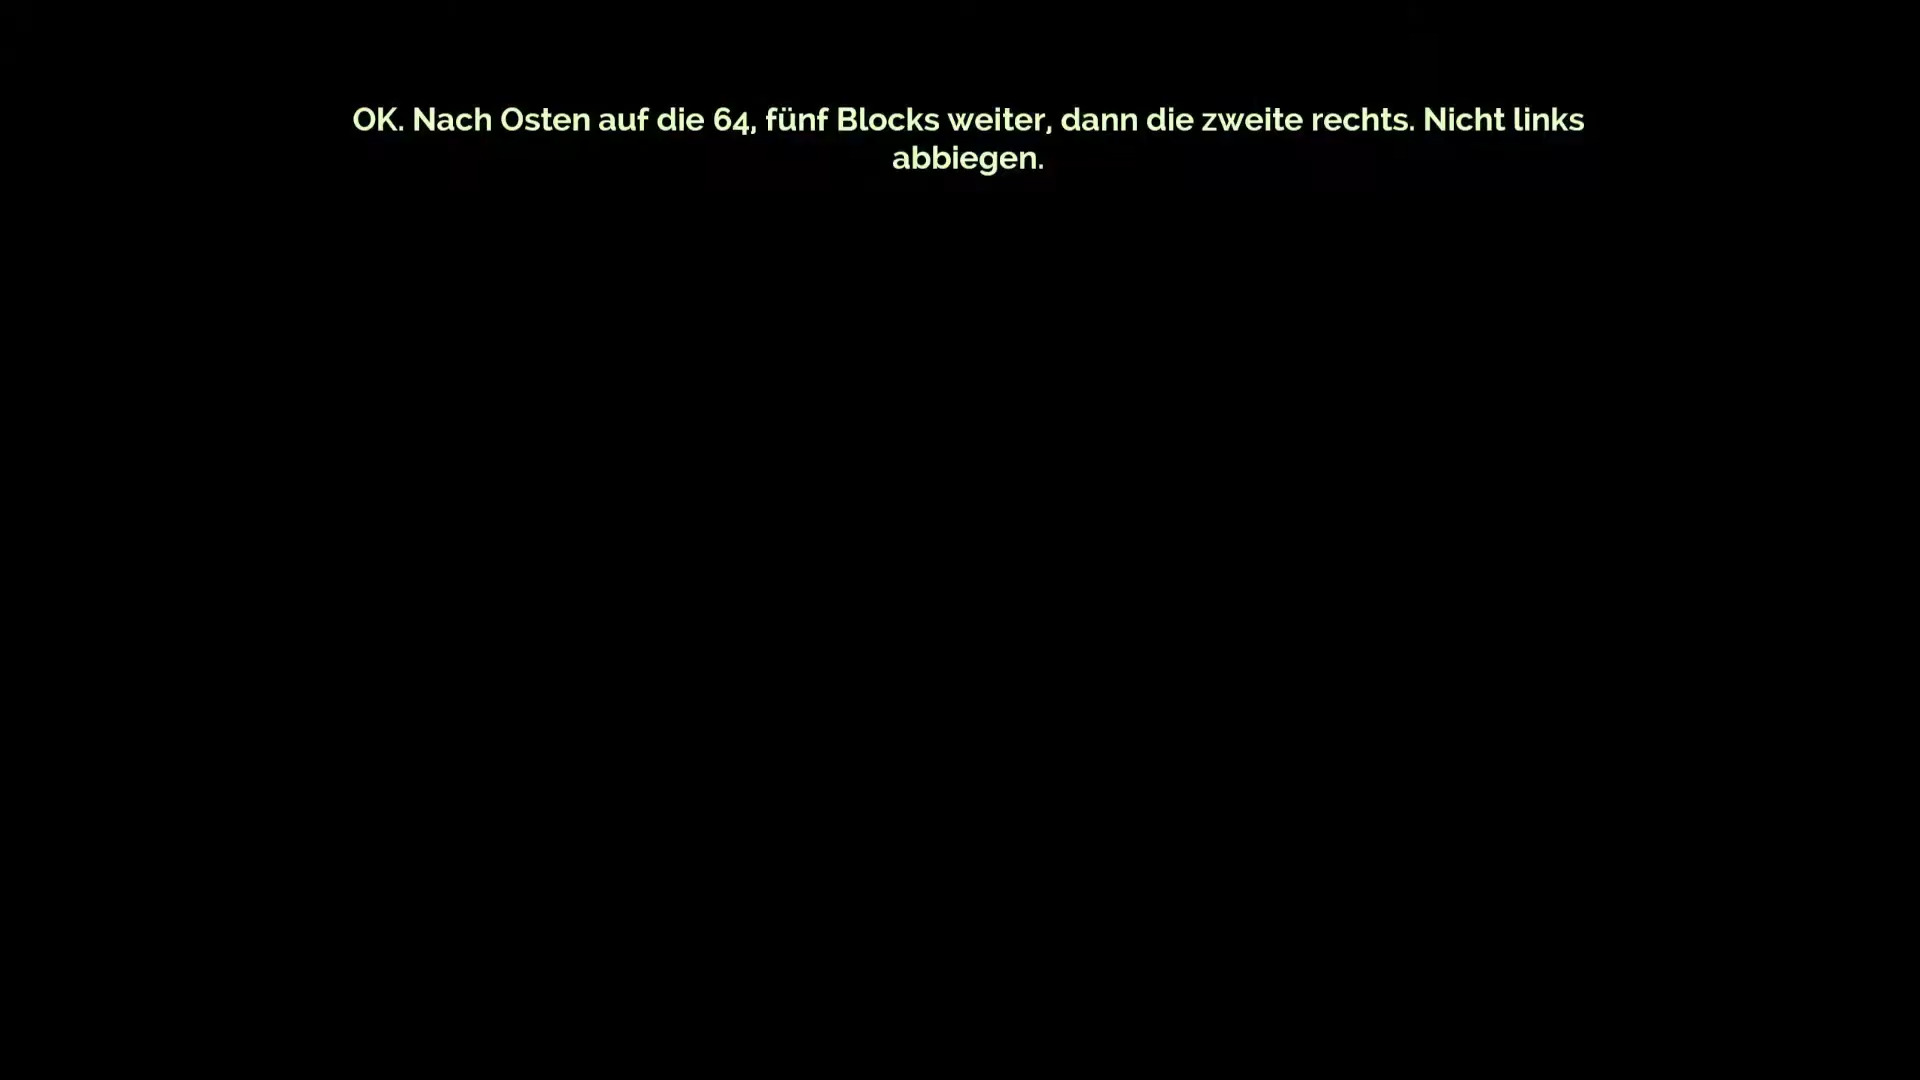 OK. Nach Osten auf die 64, fünf Blocks weiter, dann die zweite rechts. Nicht links
abbiegen.